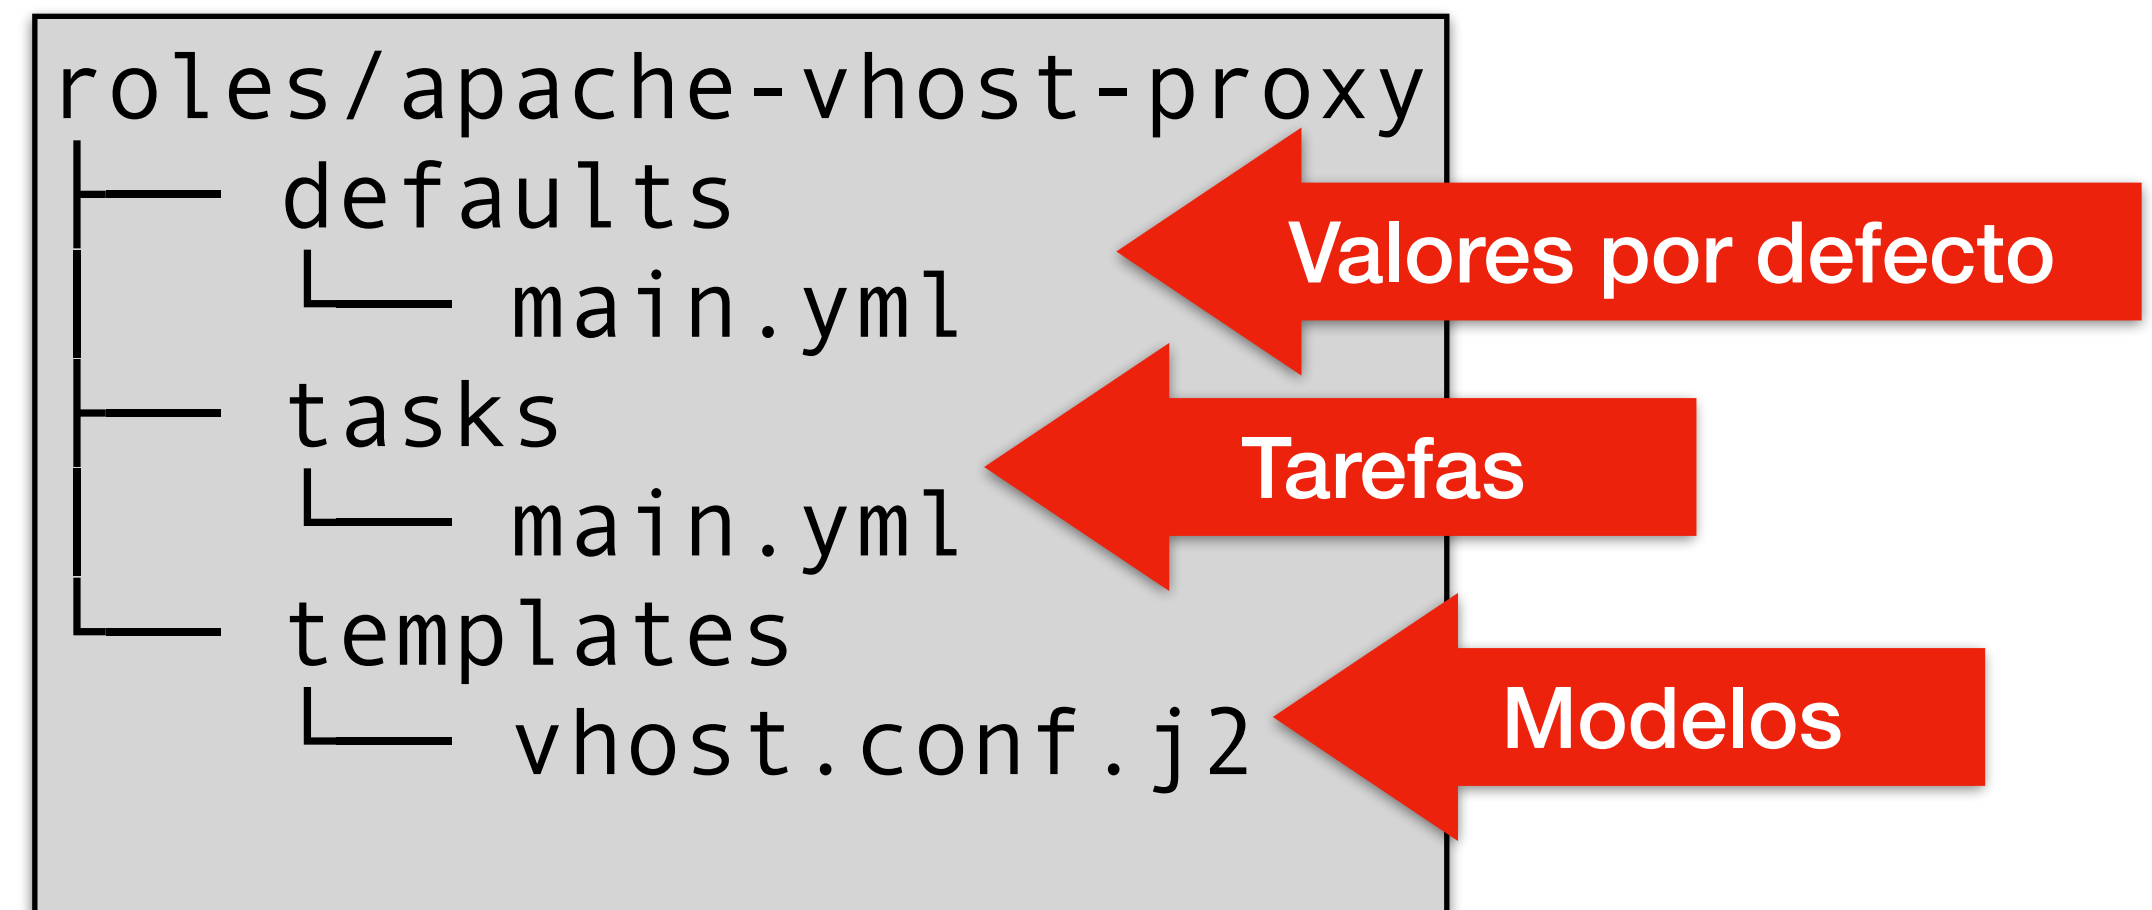 roles/apache-vhost-proxy
├── defaults
│   └── main.yml
├── tasks
│   └── main.yml
└── templates
    └── vhost.conf.j2
Valores por defecto
Tarefas
Modelos